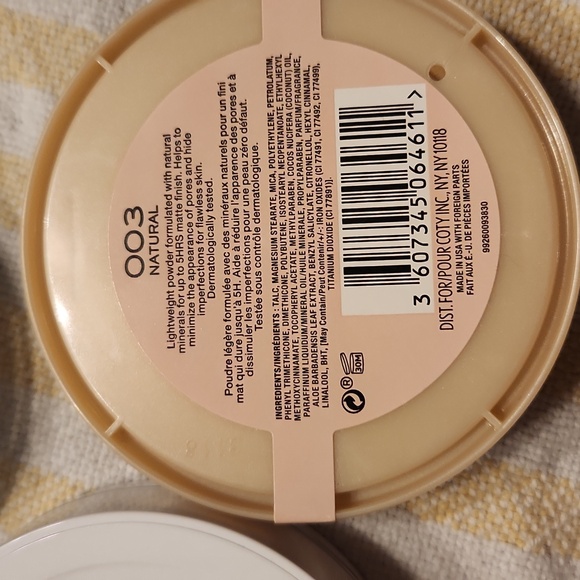 003
NATURAL
Lightweight powder formulated with natural
minerals for up to 5HRS matte finish. Helps to
minimize the appearance of pores and hide
imperfections for flawless skin.
Dermatologically tested.
Poudre légère formulée avec des minéraux naturels pour un fini
mat qui dure jusqu'à 5H. Aide à réduire l'apparence des pores et à
dissimuler les imperfections pour une peau zéro défaut.
Testée sous contrôle dermatologique.
INGREDIENTS/INGRÉDIENTS : TALC, MAGNESIUM STEARATE, MICA, POLYETHYLENE, PETROLATUM,
PHENYL TRIMETHICONE, DIMETHICONE, POLYBUTENE, ISOSTEARYL NEOPENTANOATE, ETHYLHEXYL
METHOXYCINNAMATE, TOCOPHERYL ACETATE, METHYLPARABEN, COCOS NUCIFERA (COCONUT) OIL,
PARAFFINUM LIQUIDUM/MINERAL OIL/HUILE MINERALE, PROPYLPARABEN, PARFUM/FRAGRANCE,
ALOE BARBADENSIS LEAF EXTRACT, BENZYL SALICYLATE, CITRONELLOL, HEXYL CINNAMAL,
LINALOOL, BHT, [May Contain/Peut Contenir/+/-: IRON OXIDES (CI 77491, CI 77492, CI 77499),
TITANIUM DIOXIDE (CI 77891)].
R 30M
3 607345 064611 >
DIST. FOR/POUR COTY INC., NY, NY 10118
MADE IN USA WITH FOREIGN PARTS
FAIT AUX É.-U. DE PIECES IMPORTÉES
99260093830